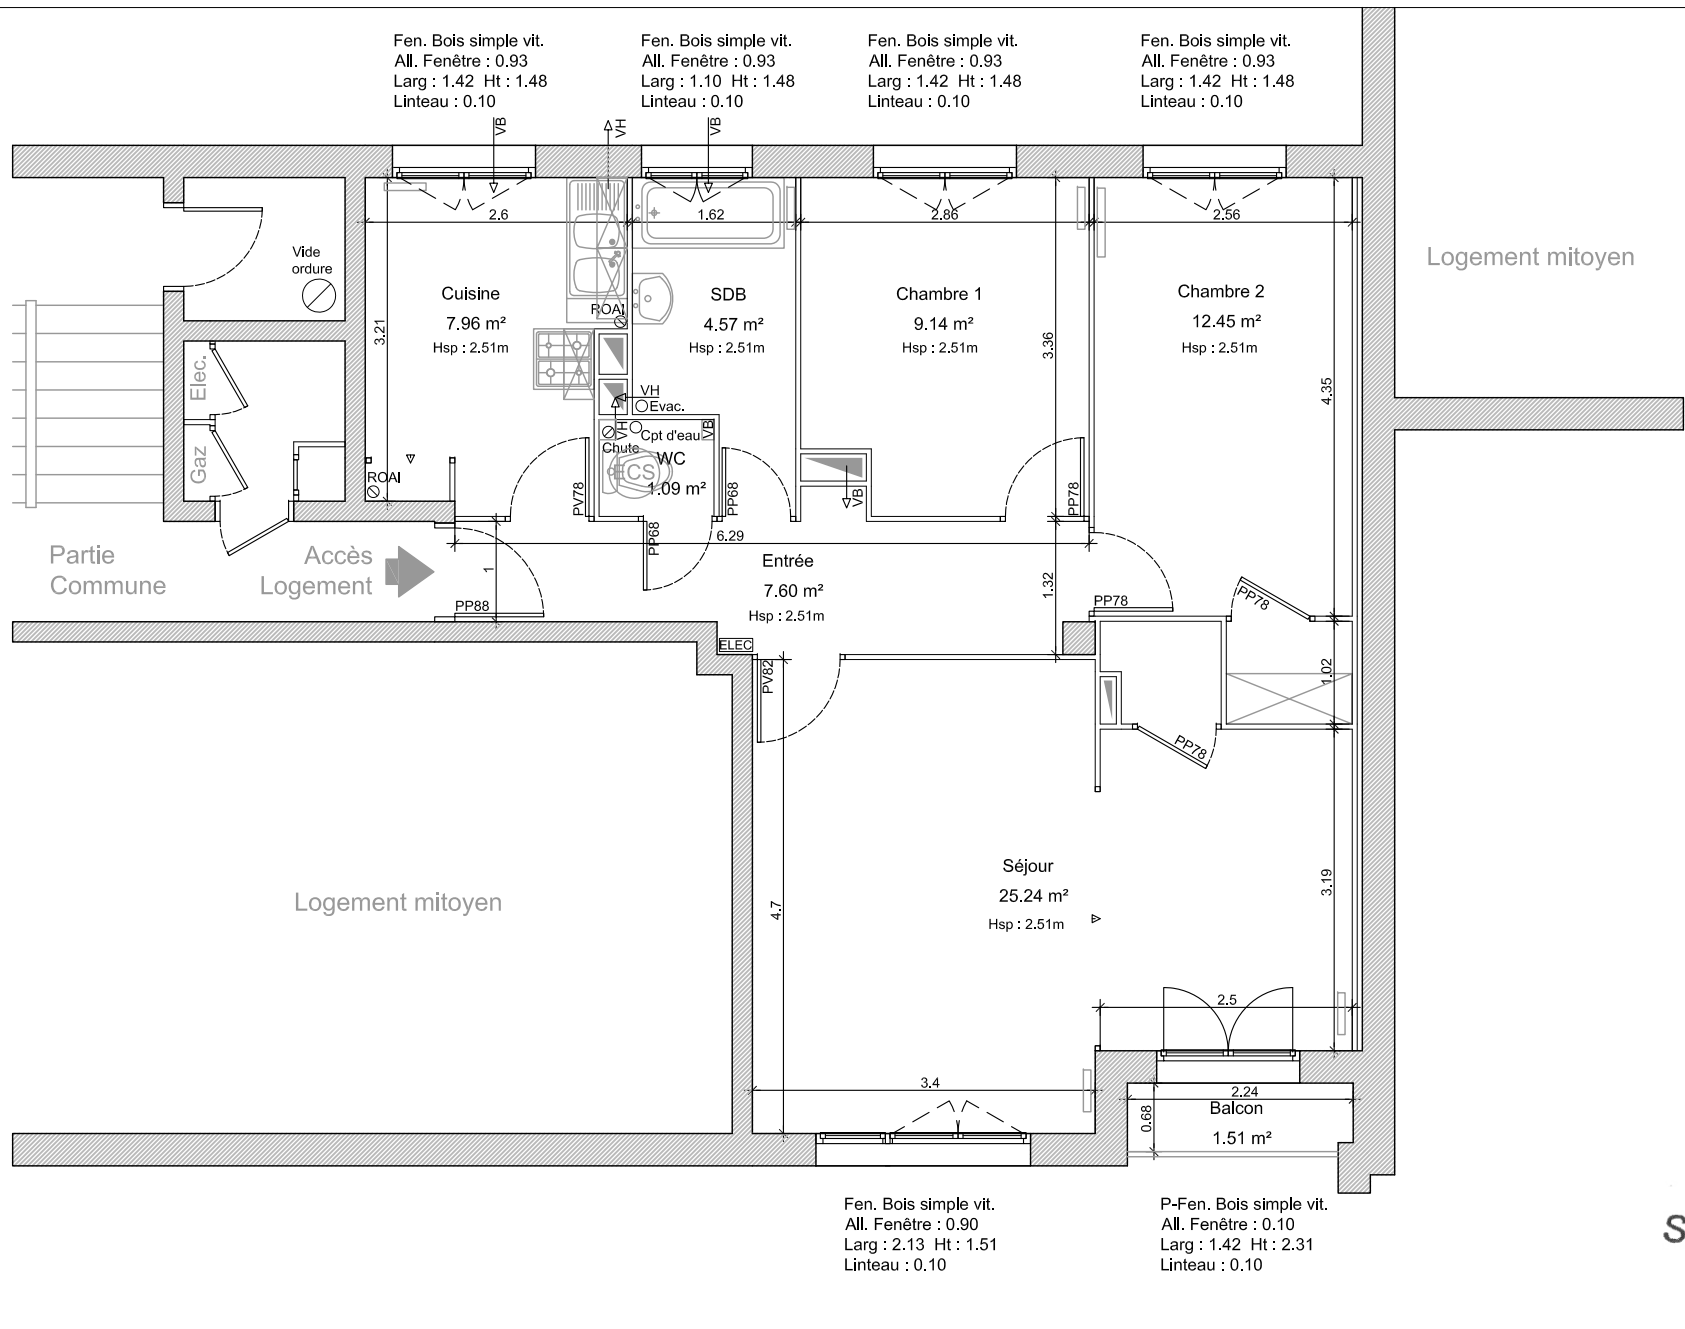 Fen. Bois simple vit.
All. Fenêtre : 0.93
Larg : 1.42 Ht : 1.48
Linteau : 0.10
Fen. Bois simple vit.
All. Fenêtre : 0.93
Larg : 1.10 Ht : 1.48
Linteau : 0.10
Fen. Bois simple vit.
All. Fenêtre : 0.93
Larg : 1.42 Ht : 1.48
Linteau : 0.10
Fen. Bois simple vit.
All. Fenêtre : 0.93
Larg : 1.42 Ht : 1.48
Linteau : 0.10
VB
VH
VB
2.6
1.62
2.86
2.56
Vide
ordure
Logement mitoyen
Cuisine
7.96 m²
Hsp : 2.51m
3.21
ROAI
SDB
4.57 m²
Hsp : 2.51m
Chambre 1
9.14 m²
Hsp : 2.51m
3.36
Chambre 2
12.45 m²
Hsp : 2.51m
4.35
Elec.
Gaz
VH
Evac.
VH
Cpt d'eau
VB
Chute
WC
ECS
1.09 m²
ROAI
PV78
PP68
PP68
VB
PP78
6.29
Partie
Commune
Accès
Logement
1
PP88
Entrée
7.60 m²
Hsp : 2.51m
1.32
PP78
PP78
ELEC
PV82
1.02
PP78
Séjour
25.24 m²
Hsp : 2.51m
4.7
3.19
Logement mitoyen
2.5
3.4
2.24
0.68
Balcon
1.51 m²
Fen. Bois simple vit.
All. Fenêtre : 0.90
Larg : 2.13 Ht : 1.51
Linteau : 0.10
P-Fen. Bois simple vit.
All. Fenêtre : 0.10
Larg : 1.42 Ht : 2.31
Linteau : 0.10
S